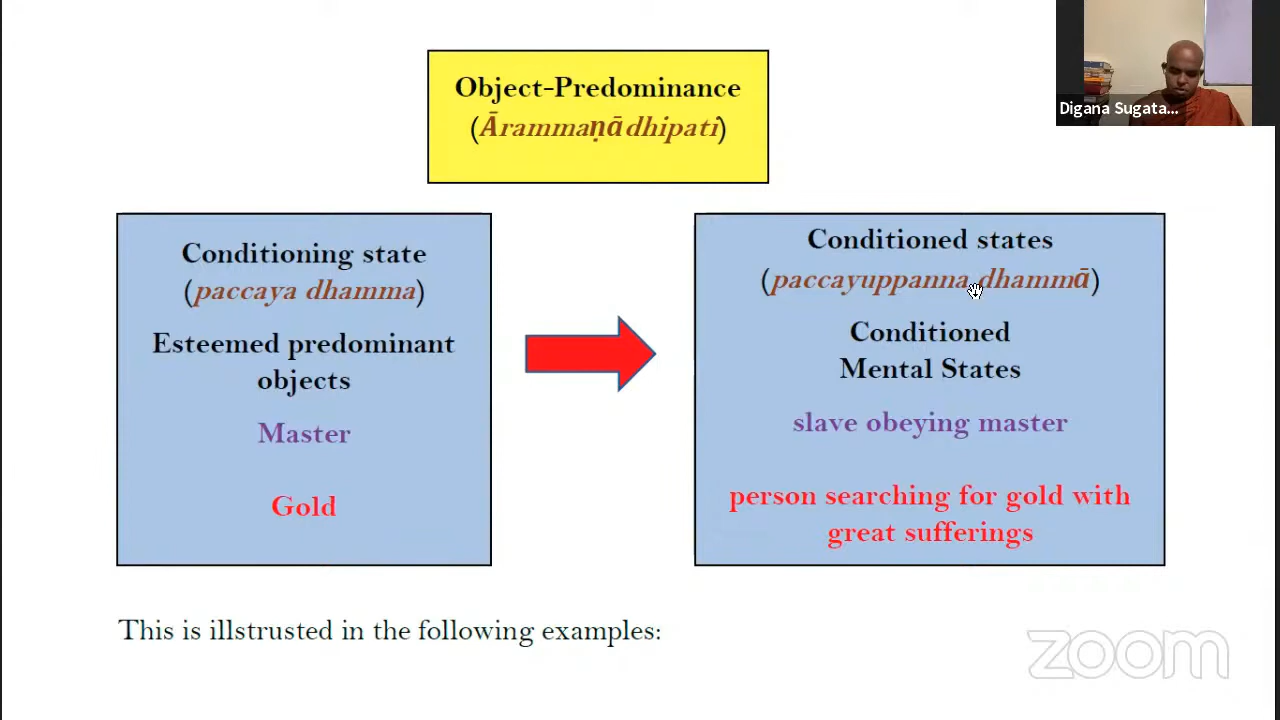 Object-Predominance
(Ārammaṇādhipati)
Digana Sugata...
Conditioning state
(paccaya dhamma)
Esteemed predominant
objects
Master
Gold
Conditioned states
(paccayuppanna dhammā)
Conditioned
Mental States
slave obeying master
person searching for gold with
great sufferings
This is illstrusted in the following examples:
zoom